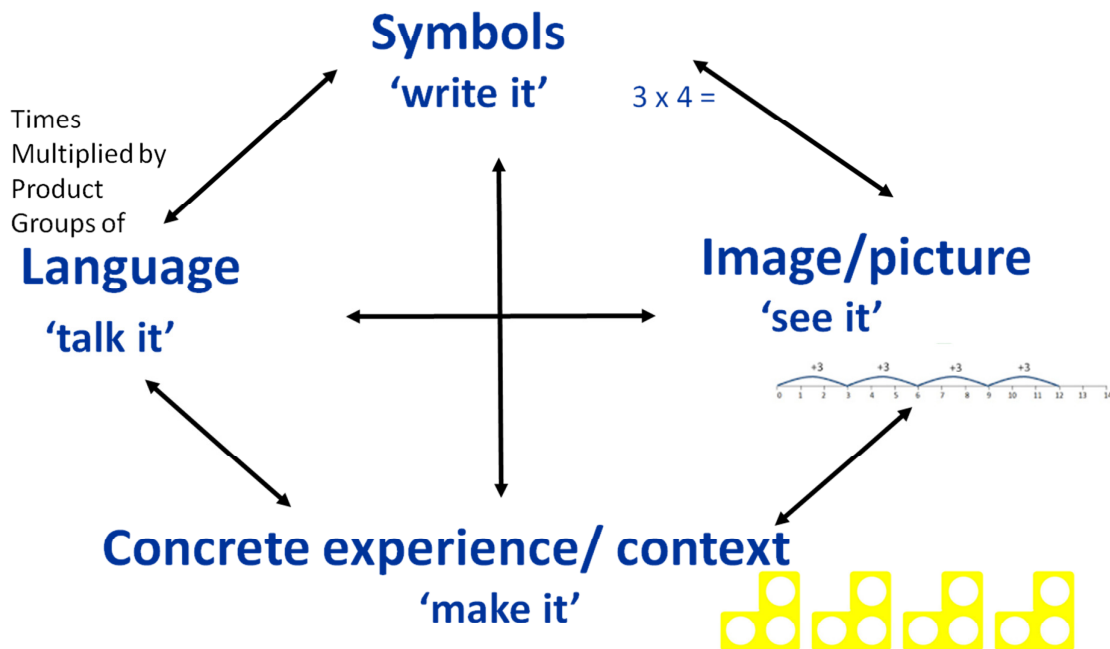 Symbols
‘write it’
3 x 4 =
Times
Multiplied by
Product
Groups of
Language
‘talk it’
Image/picture
‘see it’
+3 +3 +3 +3
0 1 2 3 4 5 6 7 8 9 10 11 12 13 14
Concrete experience/ context
‘make it’